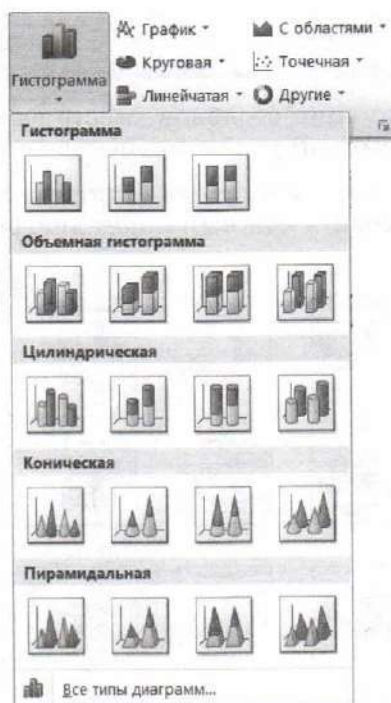 График
С областями
Круговая
Точечная
Гистограмма
Линейчатая
Другие
Гистограмма
Объемная гистограмма
Цилиндрическая
Коническая
Пирамидальная
Все типы диаграмм...